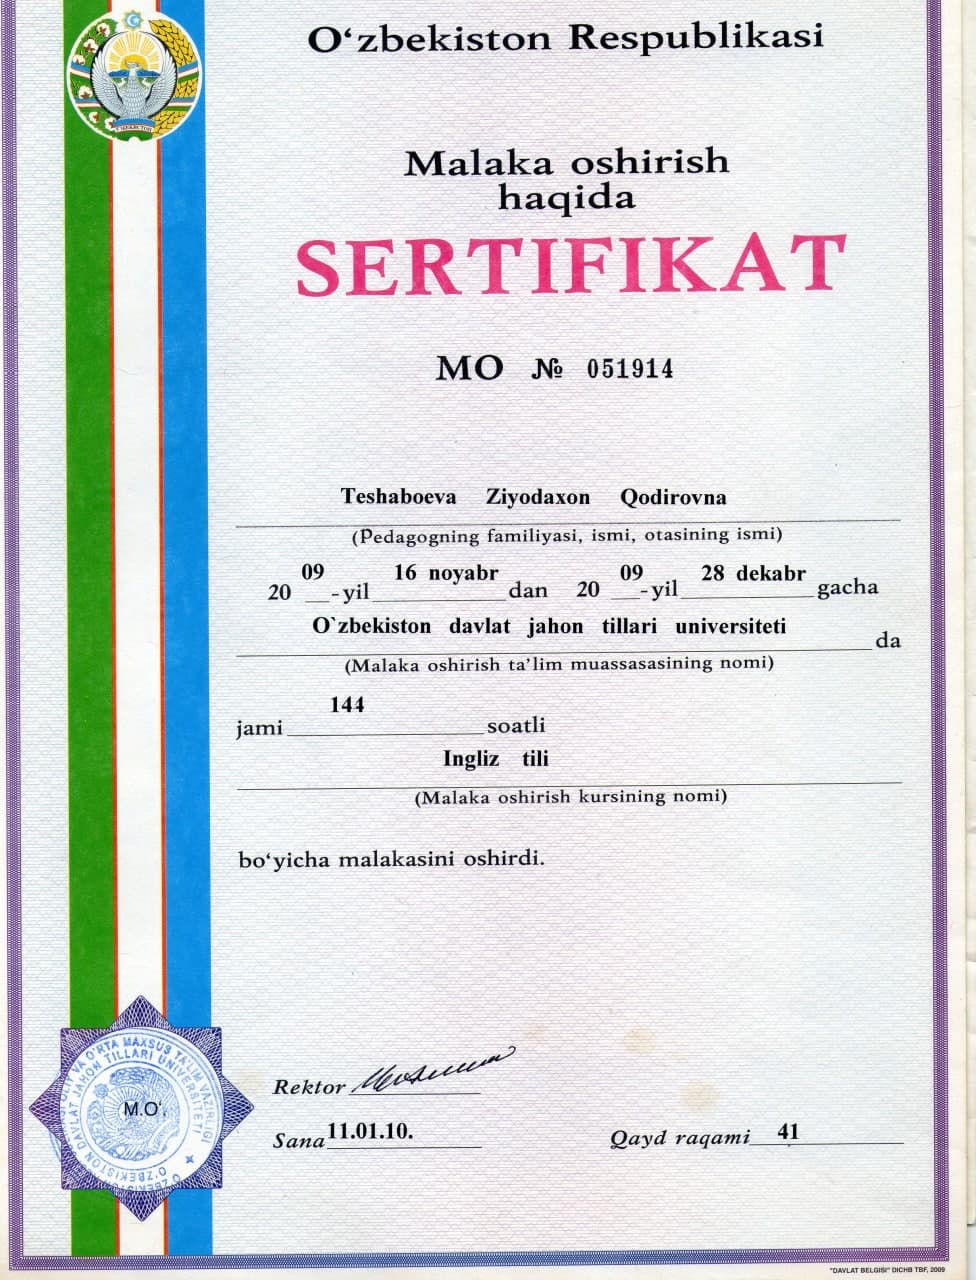 O‘zbekiston Respublikasi
Malaka oshirish
haqida
SERTIFIKAT
MO № 051914
Teshaboeva Ziyodaxon Qodirovna
(Pedagogning familiyasi, ismi, otasining ismi)
20 09 -yil 16 noyabr dan 20 09 -yil 28 dekabr gacha
O`zbekiston davlat jahon tillari universiteti da
(Malaka oshirish ta’lim muassasasining nomi)
jami 144 soatli
Ingliz tili
(Malaka oshirish kursining nomi)
bo‘yicha malakasini oshirdi.
Rektor
M.O‘.
Sana 11.01.10. Qayd raqami 41
"DAVLAT BELGISI" DICHB TBF, 2009